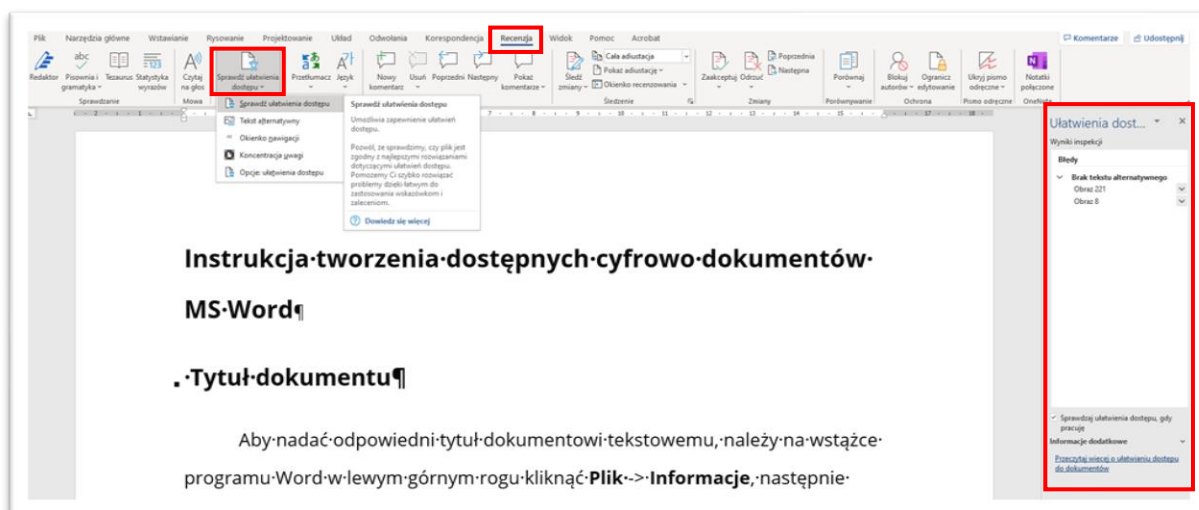 Plik Narzędzia główne Wstawianie Rysowanie Projektowanie Układ Odwołania Korespondencja Recenzja Widok Pomoc Acrobat Komentarze Udostępnij
Redaktor
abc
Pisownia i gramatyka
Tezaurus
Statystyka wyrazów
Sprawdzanie
Czytaj na głos
Mowa
Sprawdź ułatwienia dostępu
Przetłumacz
Język
Nowy komentarz
Usuń
Poprzedni
Następny
Pokaż komentarze
Śledź zmiany
Cała adiustacja
Pokaż adiustację
Okienko recenzowania
Śledzenie
Zaakceptuj
Odrzuć
Poprzednia
Następna
Zmiany
Porównaj
Porównywanie
Blokuj autorów
Ogranicz edytowanie
Ochrona
Ukryj pismo odręczne
Pismo odręczne
Notatki połączone
OneNote
Sprawdź ułatwienia dostępu
Tekst alternatywny
Okienko nawigacji
Koncentracja uwagi
Opcje: ułatwienia dostępu
Sprawdź ułatwienia dostępu
Umożliwia zapewnienie ułatwień
dostępu.
Pozwól, że sprawdzimy, czy plik jest
zgodny z najlepszymi rozwiązaniami
dotyczącymi ułatwień dostępu.
Pomożemy Ci szybko rozwiązać
problemy dzięki łatwym do
zastosowania wskazówkom i
zaleceniom.
Dowiedz się więcej
Instrukcja·tworzenia·dostępnych·cyfrowo·dokumentów·
MS·Word¶
·Tytuł·dokumentu¶
Aby·nadać·odpowiedni·tytuł·dokumentowi·tekstowemu,·należy·na·wstążce·
programu·Word·w·lewym·górnym·rogu·kliknąć·Plik·->·Informacje,·następnie·
Ułatwienia dost...
Wyniki inspekcji
Błędy
Brak tekstu alternatywnego
Obraz 221
Obraz 8
Sprawdzaj ułatwienia dostępu, gdy
pracuję
Informacje dodatkowe
Przeczytaj więcej o ułatwianiu dostępu
do dokumentów